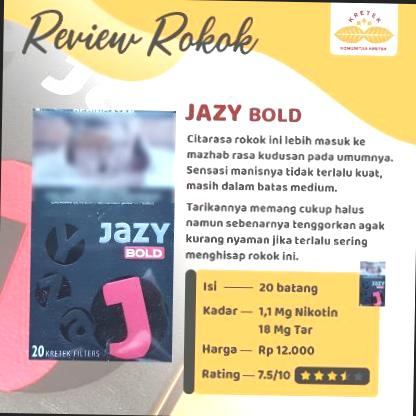 Review Rokok
KRETEK
KOMUNITAS KRETEK
JAZY BOLD
Citarasa rokok ini lebih masuk ke
mazhab rasa kudusan pada umumnya.
Sensasi manisnya tidak terlalu kuat,
masih dalam batas medium.
Tarikannya memang cukup halus
namun sebenarnya tenggorkan agak
kurang nyaman jika terlalu sering
menghisap rokok ini.
Isi — 20 batang
Kadar — 1,1 Mg Nikotin
18 Mg Tar
Harga — Rp 12.000
Rating — 7.5/10
PERINGATAN
Jazy
BOLD
J
20 KRETEK FILTERS